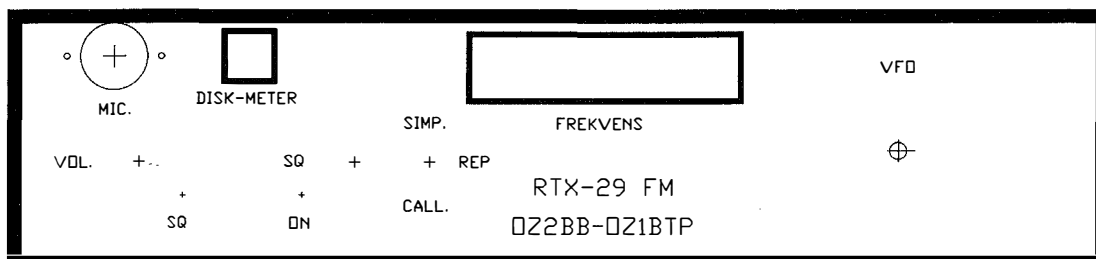 VFO
DISK-METER
MIC.
SIMP.
FREKVENS
VOL.
SQ
REP
RTX-29 FM
CALL.
SQ
ON
OZ2BB-OZ1BTP